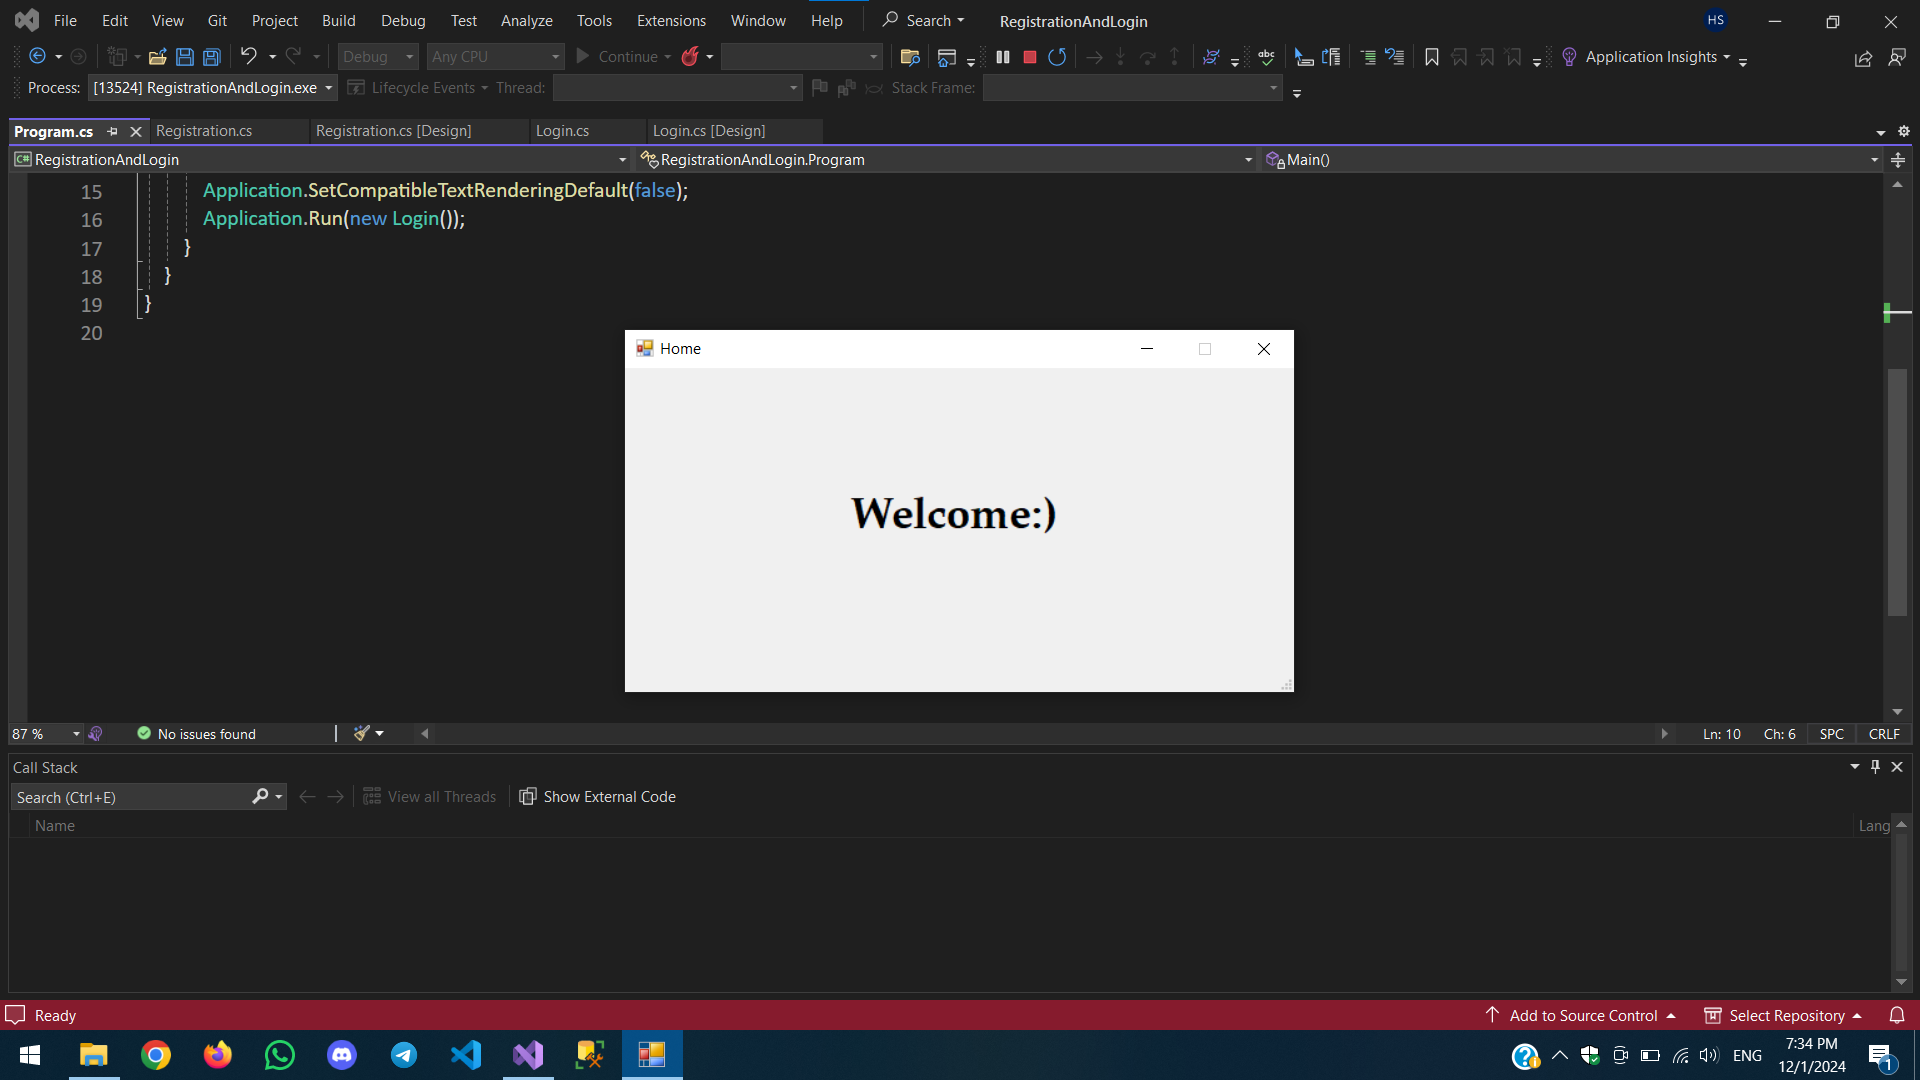 File Edit View Git Project Build Debug Test Analyze Tools Extensions Window Help Search RegistrationAndLogin HS
Debug Any CPU Continue abc Application Insights
Process: [13524] RegistrationAndLogin.exe Lifecycle Events Thread: Stack Frame:
Program.cs Registration.cs Registration.cs [Design] Login.cs Login.cs [Design]
C# RegistrationAndLogin RegistrationAndLogin.Program Main()
15 Application.SetCompatibleTextRenderingDefault(false);
16 Application.Run(new Login());
17 }
18 }
19 }
20
Home
Welcome:)
87 % No issues found Ln: 10 Ch: 6 SPC CRLF
Call Stack
Search (Ctrl+E) View all Threads Show External Code
Name Lang
Ready Add to Source Control Select Repository
ENG 7:34 PM
12/1/2024 1